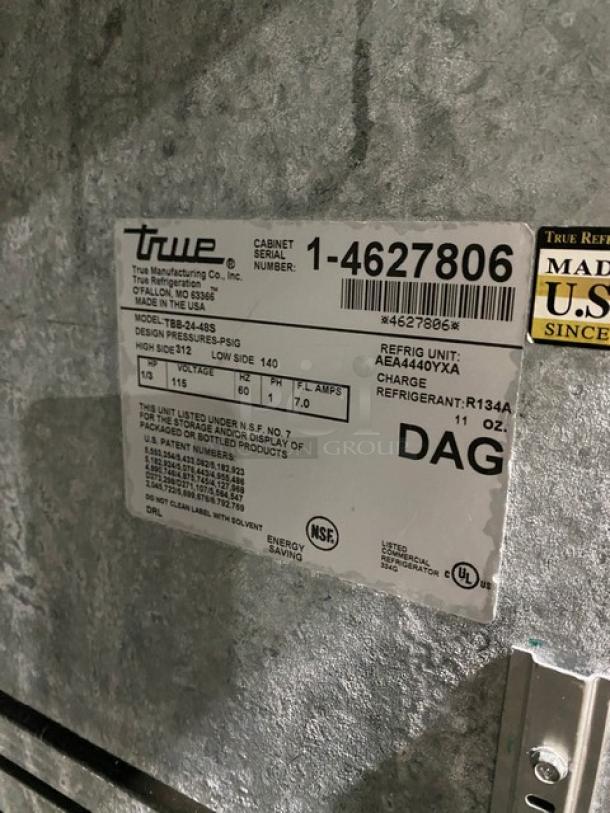 true®
True Manufacturing Co., Inc.
True Refrigeration ™
O'FALLON, MO 63366
MADE IN THE USA
CABINET
SERIAL
NUMBER:
1-4627806
*4627806*
MODEL: TBB-24-48S
DESIGN PRESSURES-PSIG
HIGH SIDE 312 LOW SIDE 140
HP VOLTAGE HZ PH F.L. AMPS
1/3 115 60 1 7.0
REFRIG UNIT:
AEA4440YXA
CHARGE
REFRIGERANT: R134A
11 OZ.
DAG
THIS UNIT LISTED UNDER N.S.F. NO. 7
FOR THE STORAGE AND/OR DISPLAY OF
PACKAGED OR BOTTLED PRODUCTS
U.S. PATENT NUMBERS:
DO NOT CLEAN LABEL WITH SOLVENT
DRL
ENERGY
SAVING
NSF®
LISTED
COMMERCIAL
REFRIGERATOR
334G
C UL US
TRUE
MAD
U.S
SINCE
GROUP